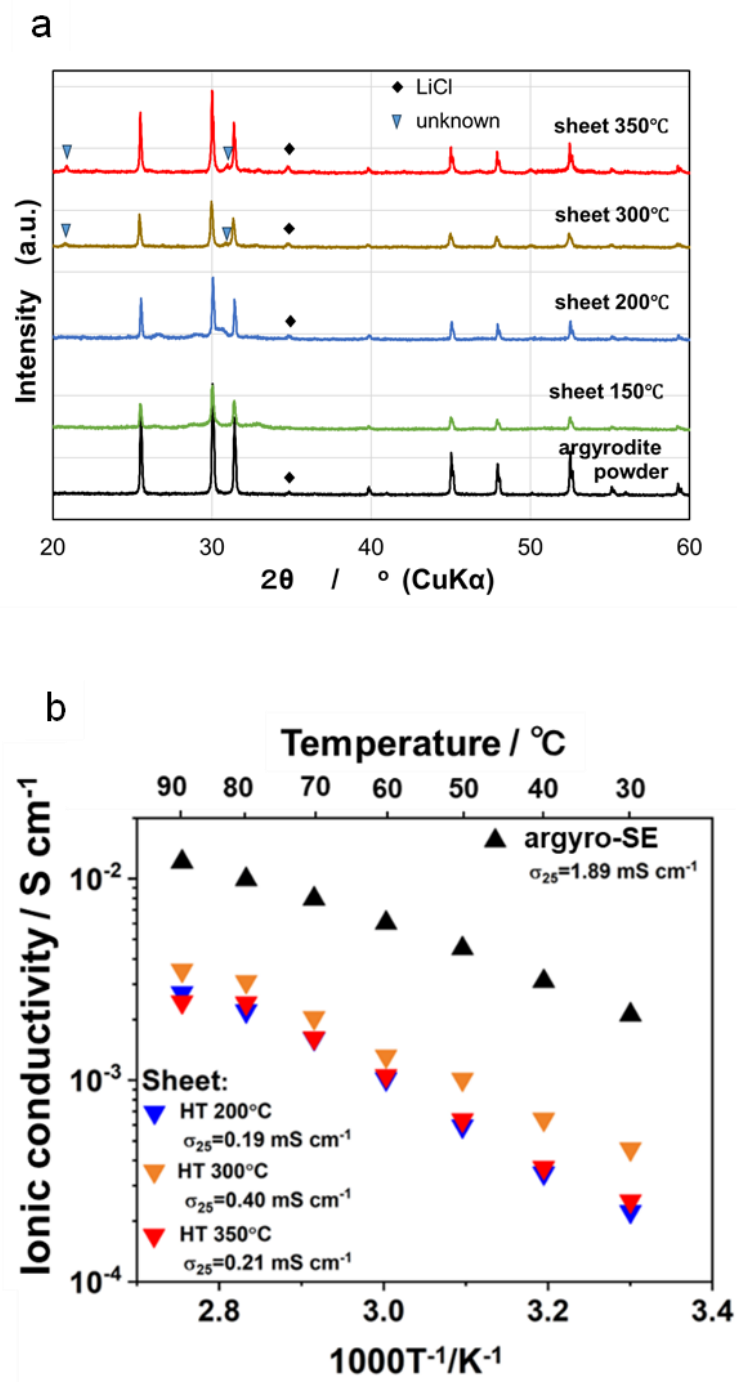 a
LiCl
unknown
sheet 350℃
sheet 300℃
sheet 200℃
sheet 150℃
argyrodite
powder
Intensity (a.u.)
20 30 40 50 60
2θ / ° (CuKα)
b
Temperature / °C
90 80 70 60 50 40 30
argyro-SE
σ25=1.89 mS cm-1
Ionic conductivity / S cm-1
10-2
10-3
10-4
Sheet:
HT 200°C
σ25=0.19 mS cm-1
HT 300°C
σ25=0.40 mS cm-1
HT 350°C
σ25=0.21 mS cm-1
2.8 3.0 3.2 3.4
1000T-1/K-1